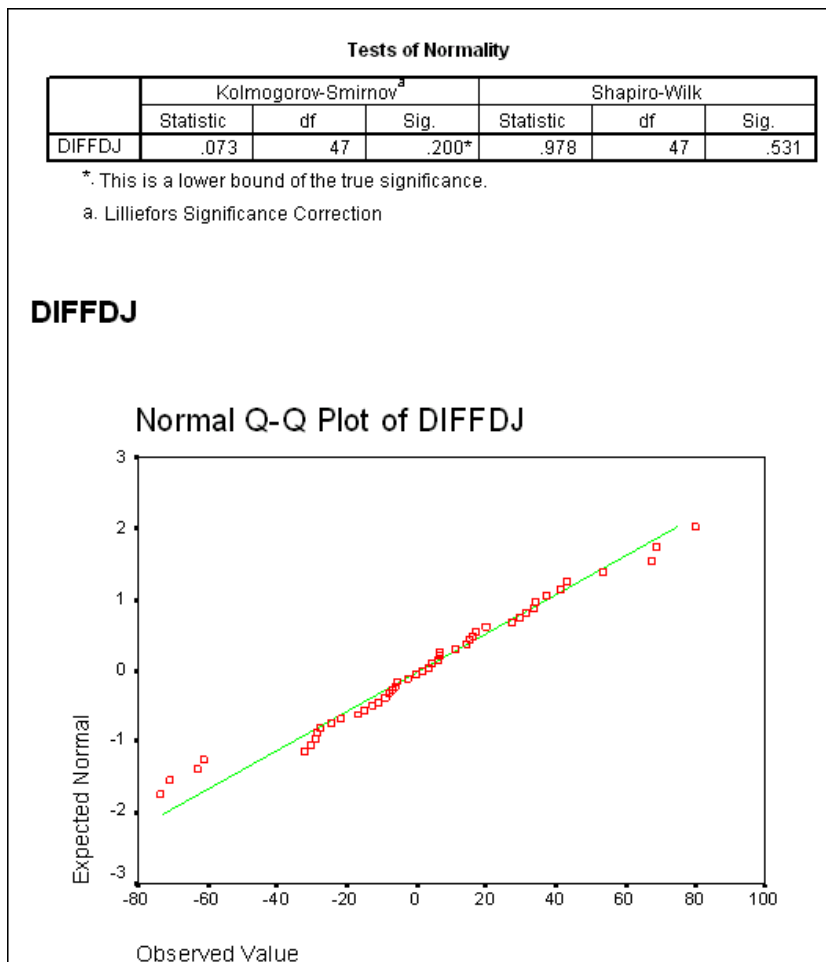 Tests of Normality
Kolmogorov-Smirnov a Shapiro-Wilk
Statistic df Sig. Statistic df Sig.
DIFFDJ .073 47 .200* .978 47 .531
*. This is a lower bound of the true significance.
a. Lilliefors Significance Correction
DIFFDJ
Normal Q-Q Plot of DIFFDJ
3
2
1
0
-1
-2
-3
Expected Normal
-80 -60 -40 -20 0 20 40 60 80 100
Observed Value